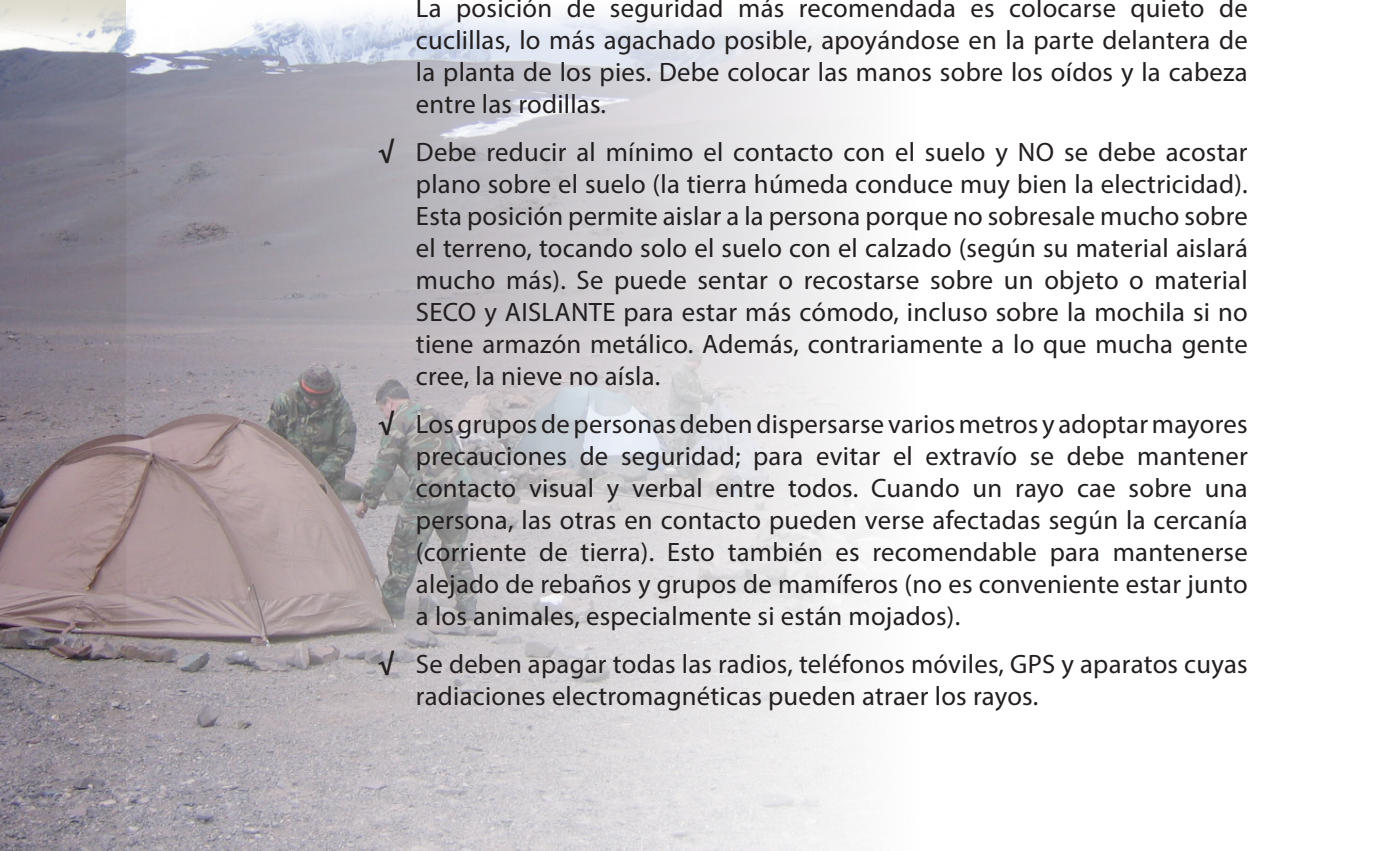 La posición de seguridad más recomendada es colocarse quieto de
cuclillas, lo más agachado posible, apoyándose en la parte delantera de
la planta de los pies. Debe colocar las manos sobre los oídos y la cabeza
entre las rodillas.
√ Debe reducir al mínimo el contacto con el suelo y NO se debe acostar
plano sobre el suelo (la tierra húmeda conduce muy bien la electricidad).
Esta posición permite aislar a la persona porque no sobresale mucho sobre
el terreno, tocando solo el suelo con el calzado (según su material aislará
mucho más). Se puede sentar o recostarse sobre un objeto o material
SECO y AISLANTE para estar más cómodo, incluso sobre la mochila si no
tiene armazón metálico. Además, contrariamente a lo que mucha gente
cree, la nieve no aísla.
√ Los grupos de personas deben dispersarse varios metros y adoptar mayores
precauciones de seguridad; para evitar el extravío se debe mantener
contacto visual y verbal entre todos. Cuando un rayo cae sobre una
persona, las otras en contacto pueden verse afectadas según la cercanía
(corriente de tierra). Esto también es recomendable para mantenerse
alejado de rebaños y grupos de mamíferos (no es conveniente estar junto
a los animales, especialmente si están mojados).
√ Se deben apagar todas las radios, teléfonos móviles, GPS y aparatos cuyas
radiaciones electromagnéticas pueden atraer los rayos.